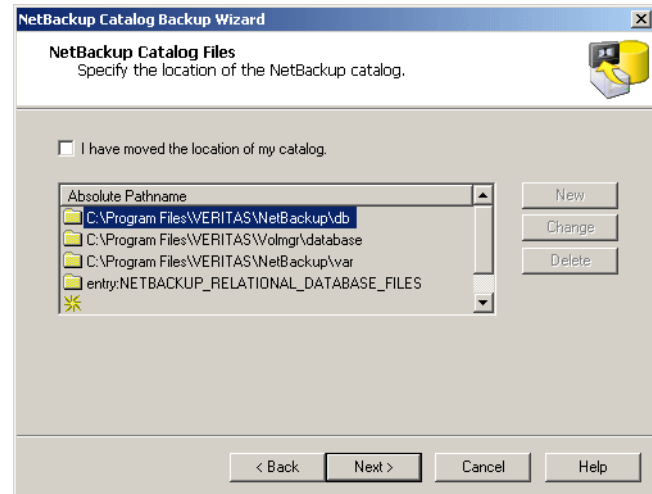 NetBackup Catalog Backup Wizard
NetBackup Catalog Files
Specify the location of the NetBackup catalog.
I have moved the location of my catalog.
Absolute Pathname
C:\Program Files\VERITAS\NetBackup\db
C:\Program Files\VERITAS\Volmgr\database
C:\Program Files\VERITAS\NetBackup\var
entry:NETBACKUP_RELATIONAL_DATABASE_FILES
New
Change
Delete
< Back
Next >
Cancel
Help